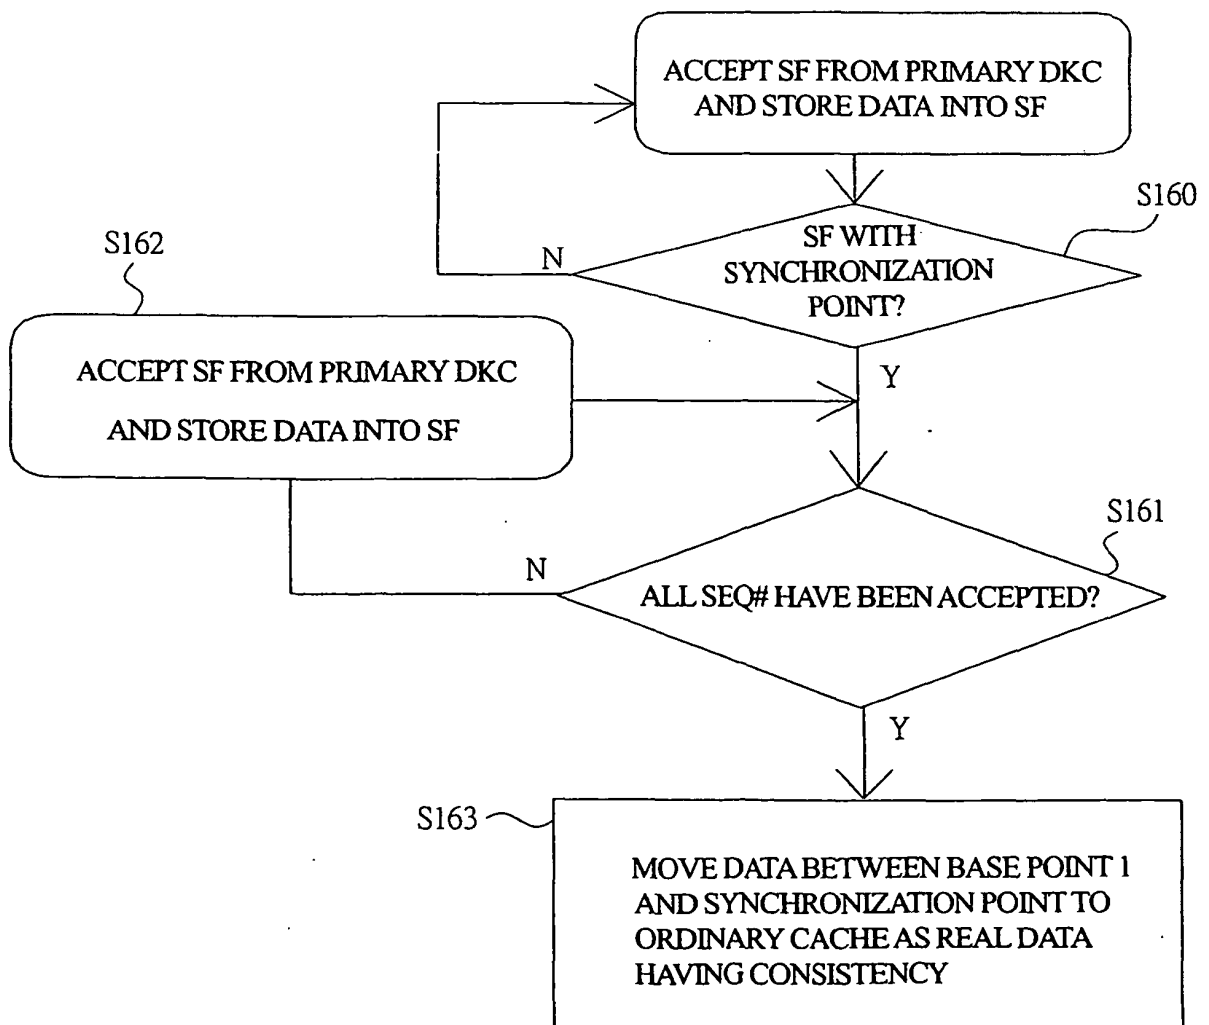 ACCEPT SF FROM PRIMARY DKC
AND STORE DATA INTO SF
S160
SF WITH
SYNCHRONIZATION
POINT?
N
S162
Y
ACCEPT SF FROM PRIMARY DKC
AND STORE DATA INTO SF
S161
N
ALL SEQ# HAVE BEEN ACCEPTED?
Y
S163
MOVE DATA BETWEEN BASE POINT 1
AND SYNCHRONIZATION POINT TO
ORDINARY CACHE AS REAL DATA
HAVING CONSISTENCY